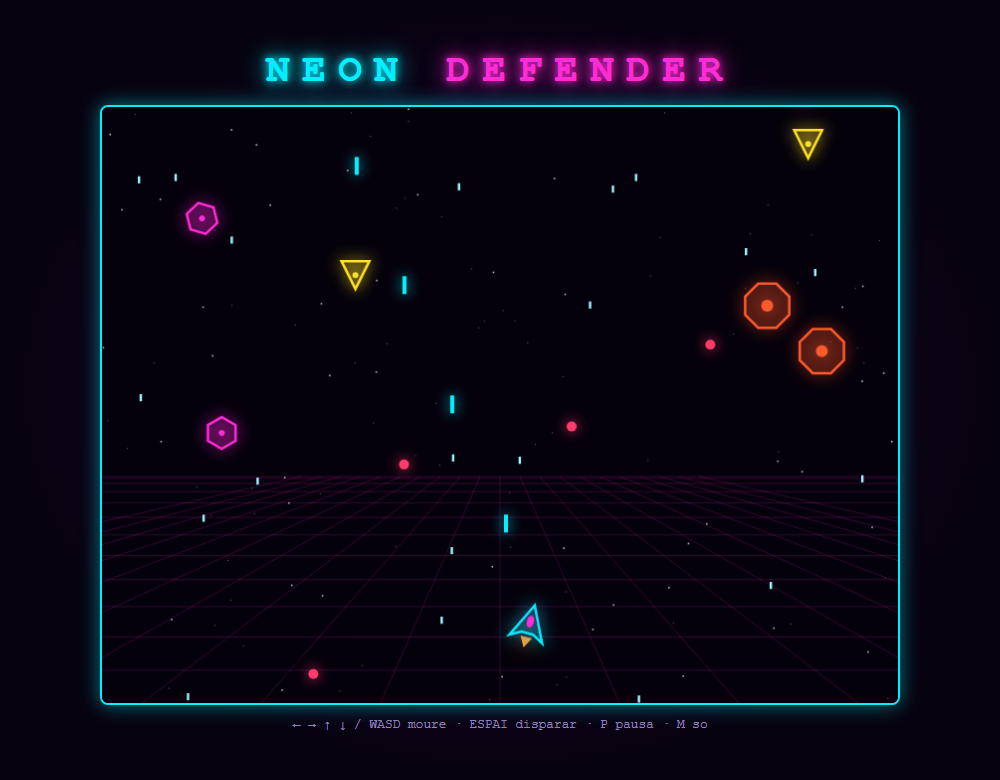 NEON DEFENDER
← → ↑ ↓ / WASD moure · ESPAI disparar · P pausa · M so